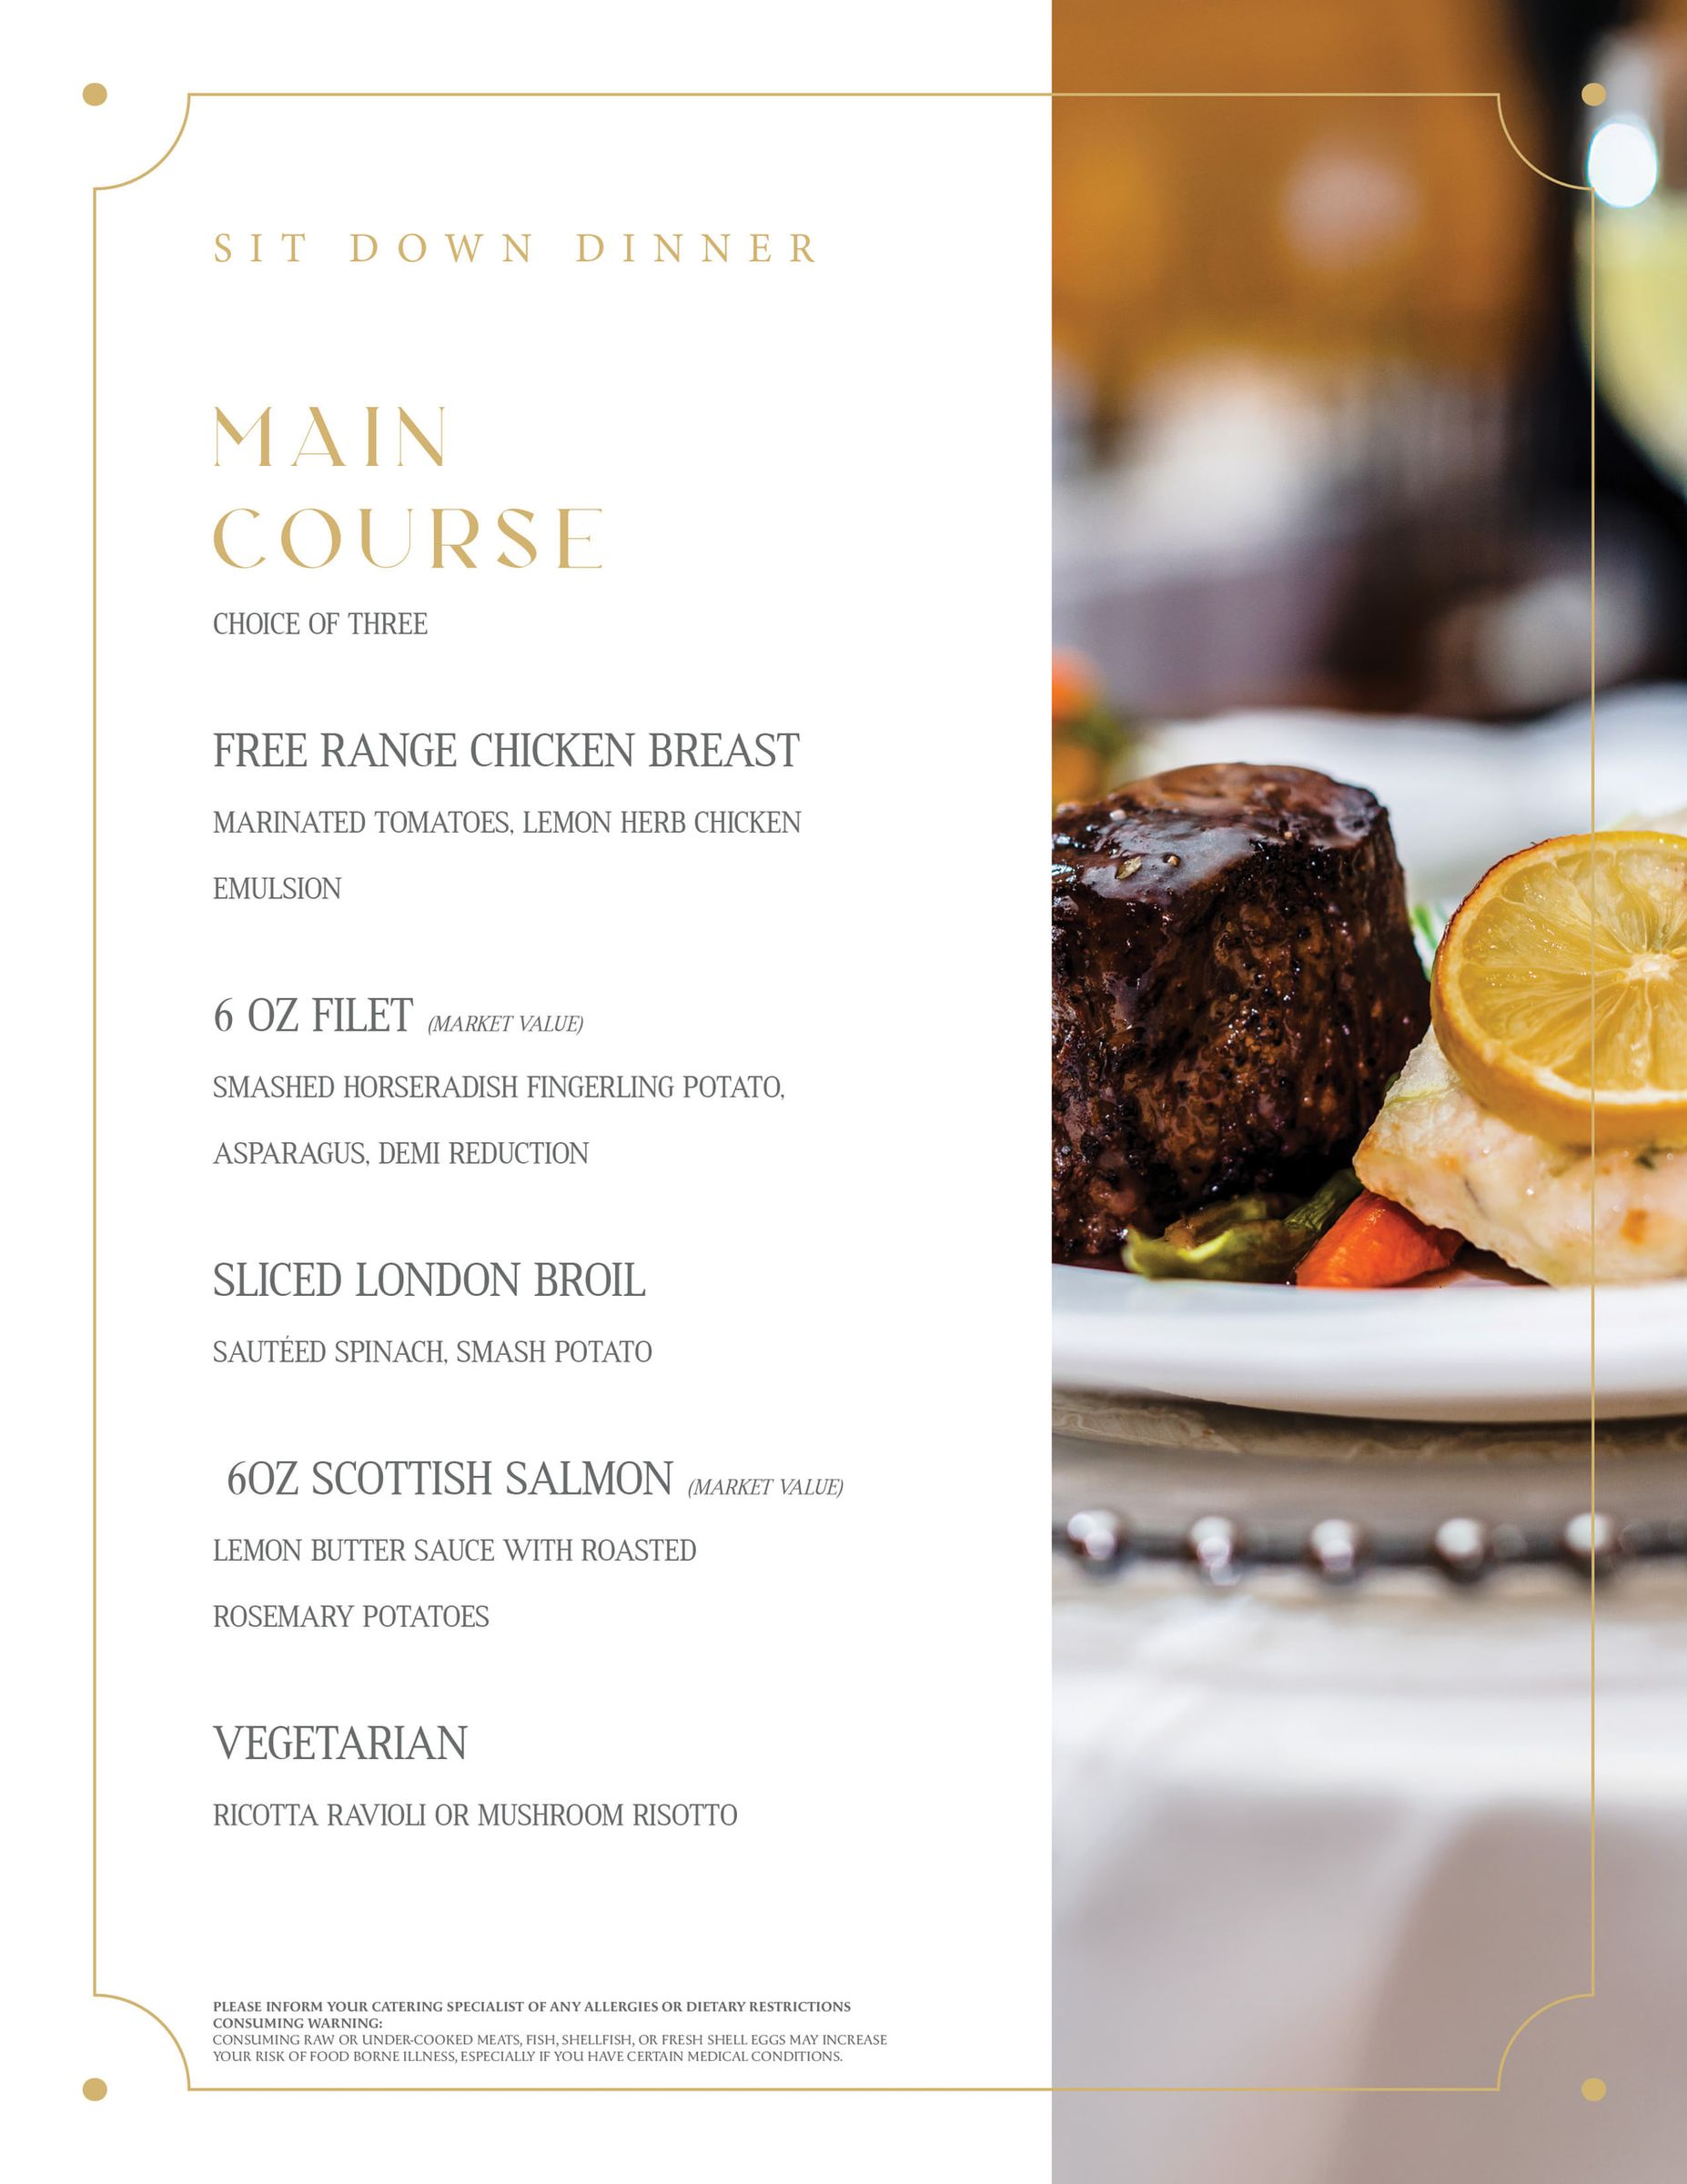 SIT DOWN DINNER
MAIN
COURSE
CHOICE OF THREE
FREE RANGE CHICKEN BREAST
MARINATED TOMATOES, LEMON HERB CHICKEN
EMULSION
6 OZ FILET (MARKET VALUE)
SMASHED HORSERADISH FINGERLING POTATO,
ASPARAGUS, DEMI REDUCTION
SLICED LONDON BROIL
SAUTÉED SPINACH, SMASH POTATO
6OZ SCOTTISH SALMON (MARKET VALUE)
LEMON BUTTER SAUCE WITH ROASTED
ROSEMARY POTATOES
VEGETARIAN
RICOTTA RAVIOLI OR MUSHROOM RISOTTO
PLEASE INFORM YOUR CATERING SPECIALIST OF ANY ALLERGIES OR DIETARY RESTRICTIONS
CONSUMING WARNING:
CONSUMING RAW OR UNDER-COOKED MEATS, FISH, SHELLFISH, OR FRESH SHELL EGGS MAY INCREASE
YOUR RISK OF FOOD BORNE ILLNESS, ESPECIALLY IF YOU HAVE CERTAIN MEDICAL CONDITIONS.